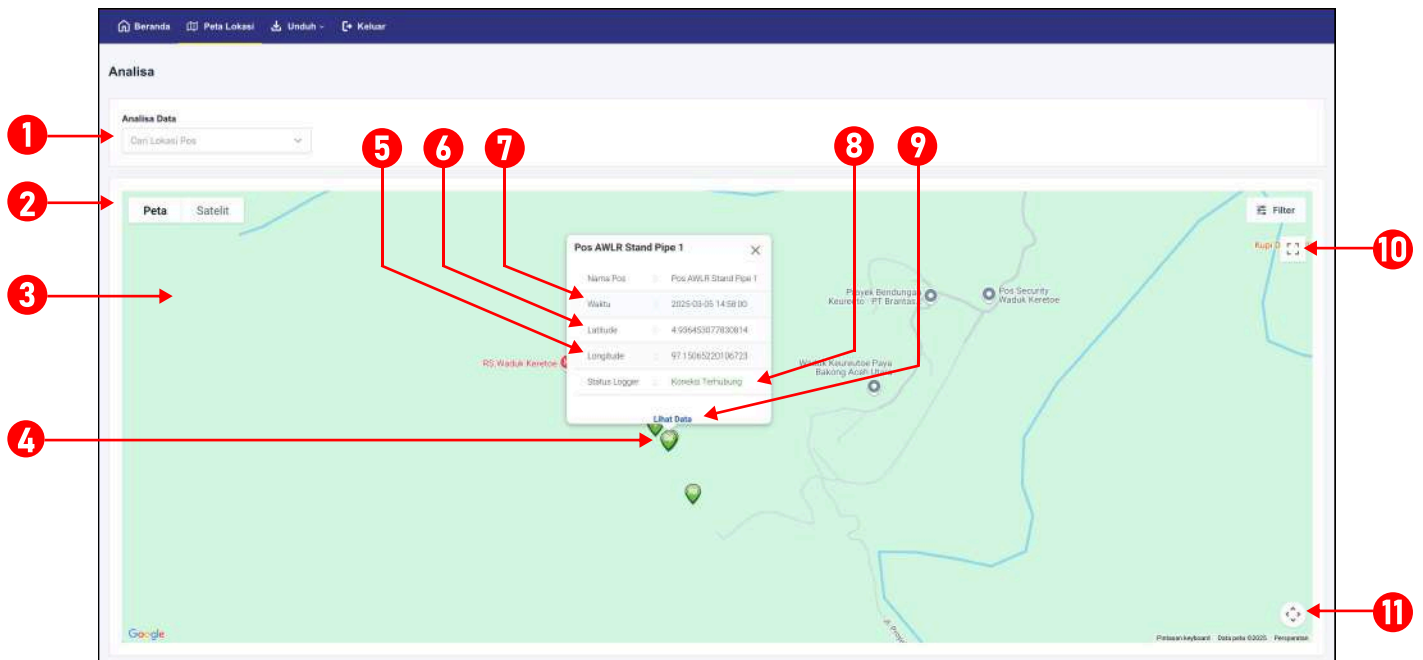 Beranda Peta Lokasi Unduh Keluar
Analisa
1
Analisa Data
Cari Lokasi Pos
5 6 7 8 9
2
Peta Satelit
Filter
Pos AWLR Stand Pipe 1
10
3
Nama Pos : Pos AWLR Stand Pipe 1
Waktu : 2025-03-05 14:58:00
Latitude : 4.936453077830814
Longitude : 97.15065220106723
Status Logger : Koneksi Terhubung
Lihat Data
Proyek Bendungan
Keureuto - PT Brantas
Pos Security
Waduk Keretoe
RS Waduk Keretoe
Waduk Keureutoe Paya
Bakong Aceh Utara
4
11
Google
Pintasan keyboard Data peta ©2025 Persyaratan